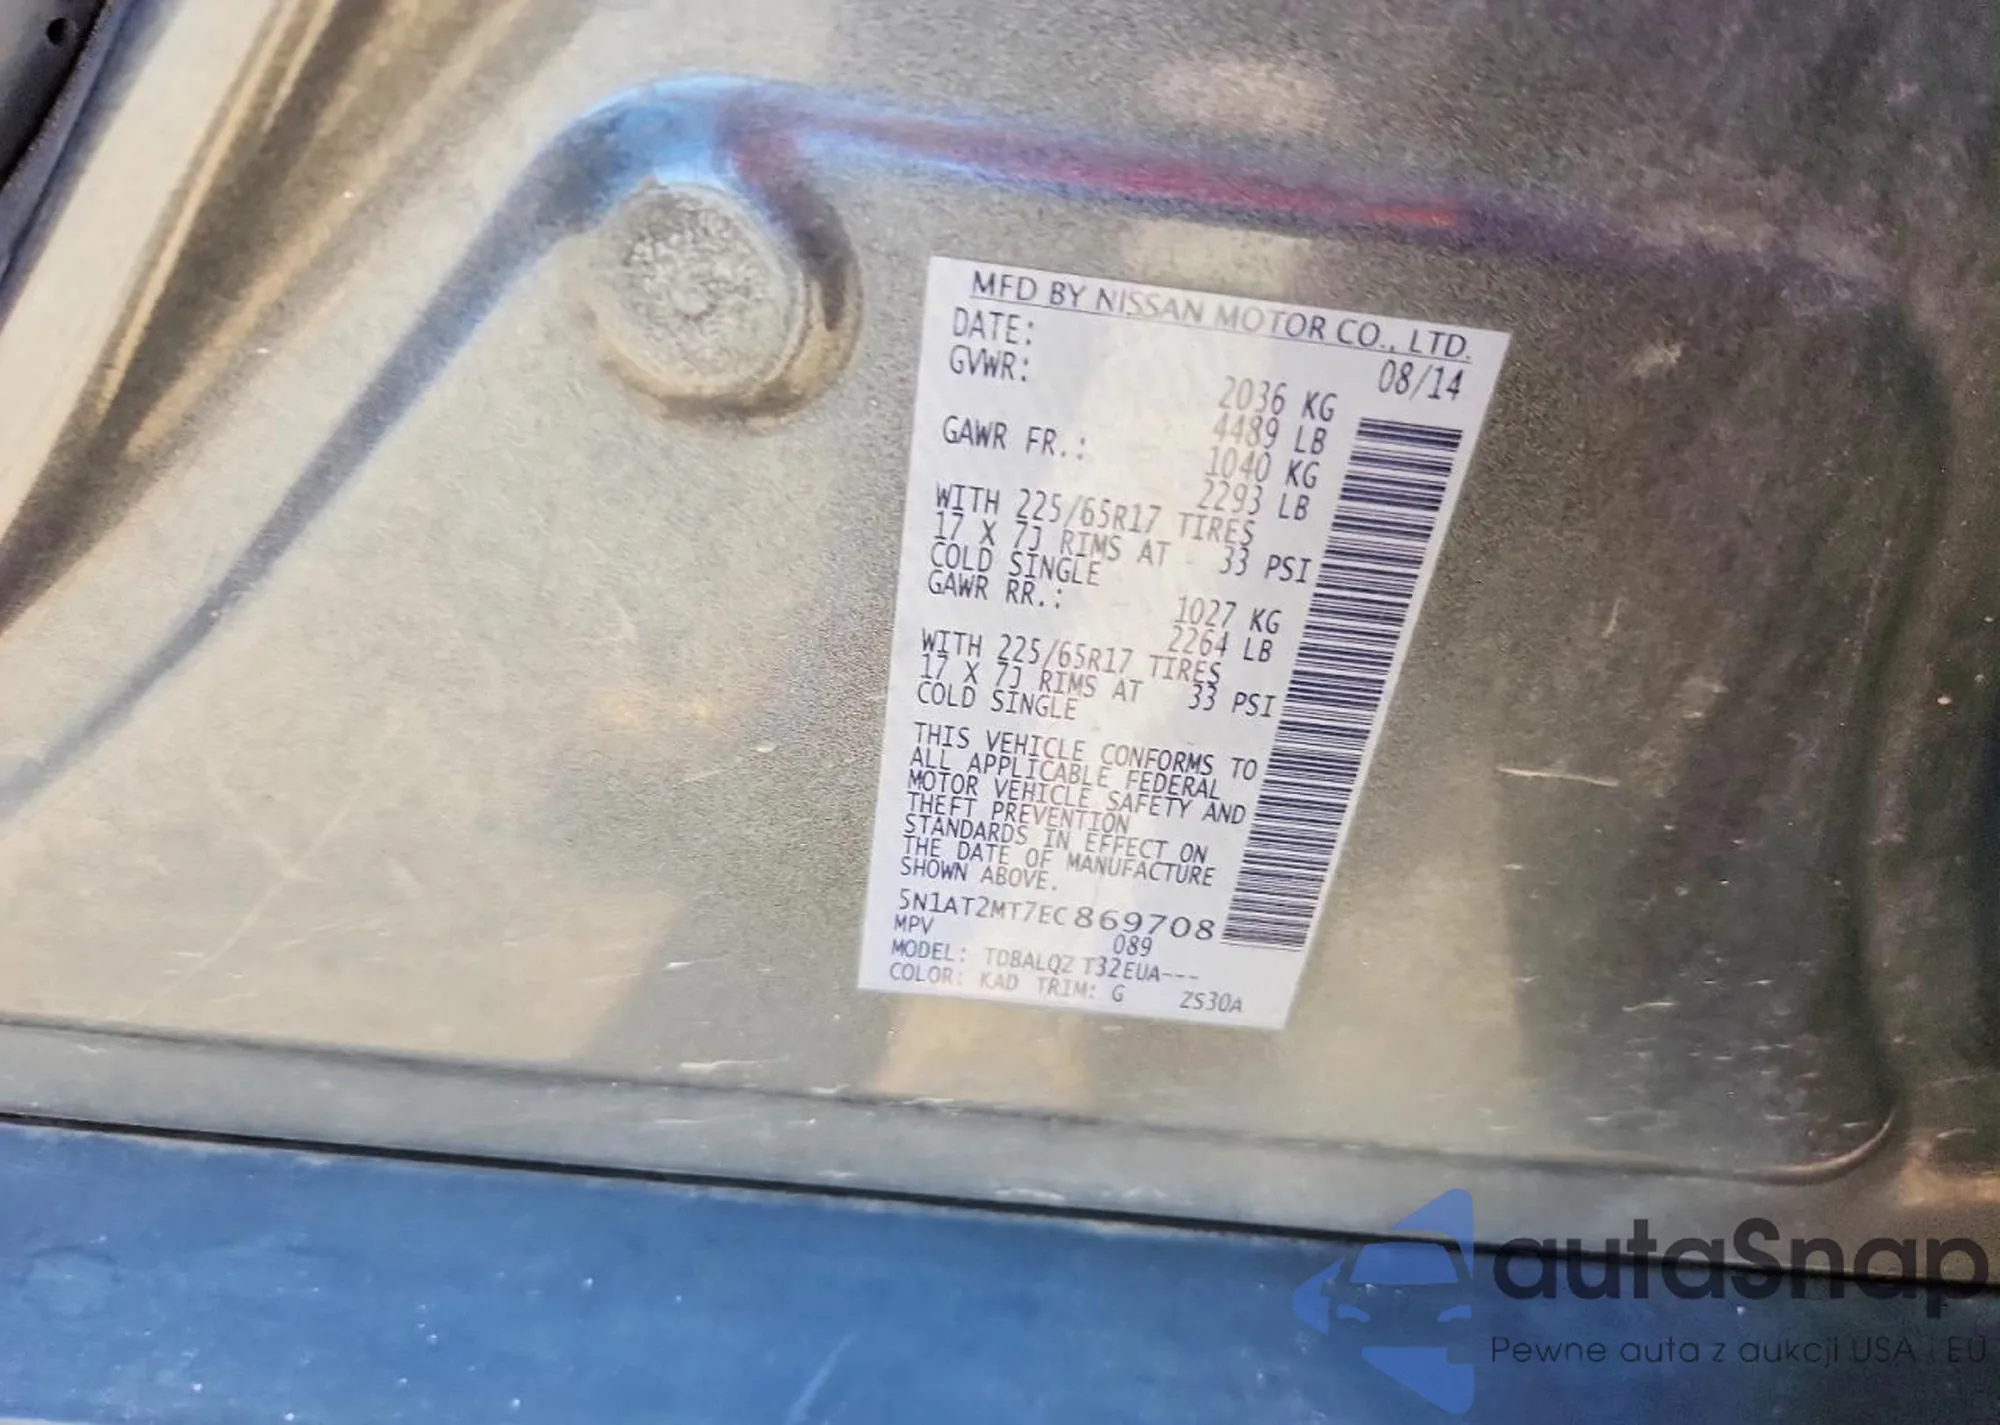 MFD BY NISSAN MOTOR CO., LTD.
DATE: 08/14
GVWR: 2036 KG
4489 LB
GAWR FR.: 1040 KG
2293 LB
WITH 225/65R17 TIRES
17 X 7J RIMS AT 33 PSI
COLD SINGLE
GAWR RR.: 1027 KG
2264 LB
WITH 225/65R17 TIRES
17 X 7J RIMS AT 33 PSI
COLD SINGLE
THIS VEHICLE CONFORMS TO
ALL APPLICABLE FEDERAL
MOTOR VEHICLE SAFETY AND
THEFT PREVENTION
STANDARDS IN EFFECT ON
THE DATE OF MANUFACTURE
SHOWN ABOVE.
5N1AT2MT7EC869708
MPV 089
MODEL: TDBALQZ T32EUA---
COLOR: KAD TRIM: G ZS30A
autaSnap
Pewne auta z aukcji USA i EU